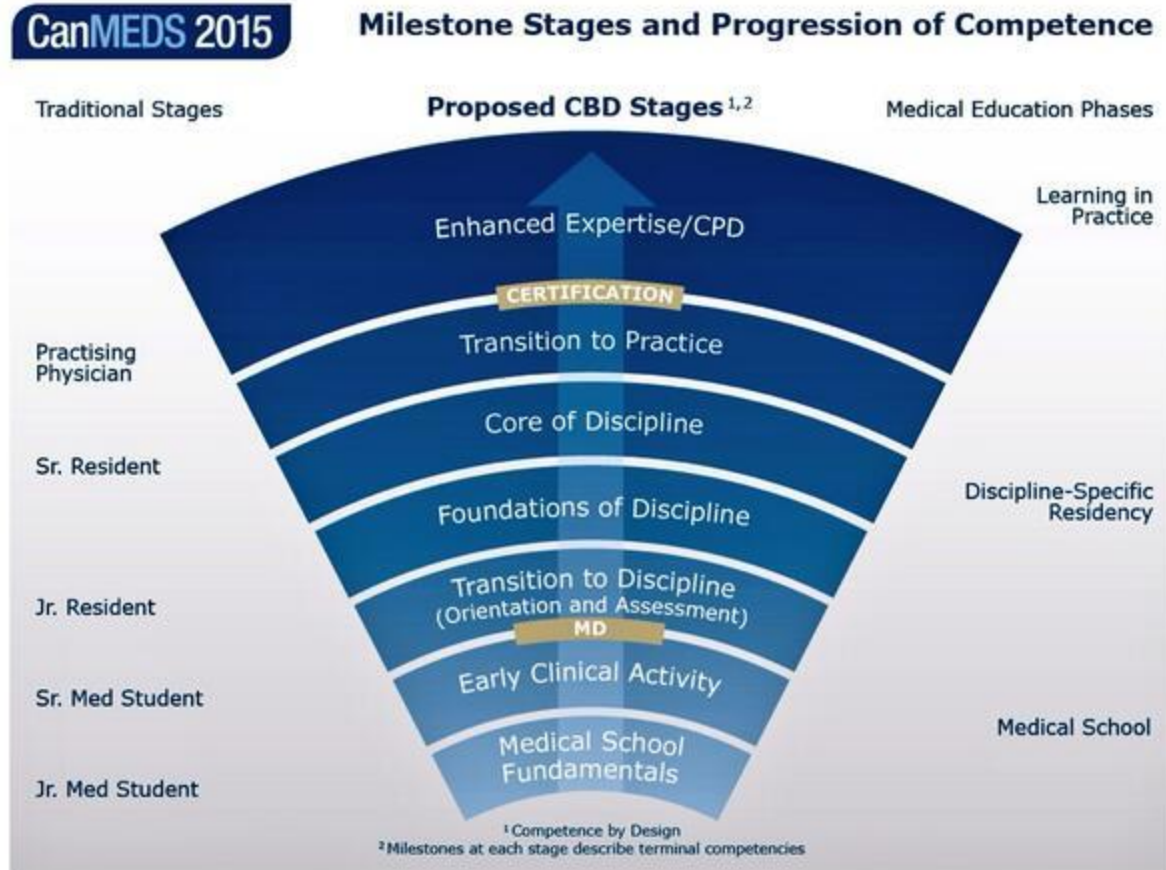 CanMEDS 2015
Milestone Stages and Progression of Competence
Traditional Stages
Proposed CBD Stages 1,2
Medical Education Phases
Learning in
Practice
Enhanced Expertise/CPD
CERTIFICATION
Transition to Practice
Practising
Physician
Core of Discipline
Sr. Resident
Discipline-Specific
Residency
Foundations of Discipline
Transition to Discipline
(Orientation and Assessment)
Jr. Resident
MD
Early Clinical Activity
Sr. Med Student
Medical School
Medical School
Fundamentals
Jr. Med Student
1 Competence by Design
2 Milestones at each stage describe terminal competencies